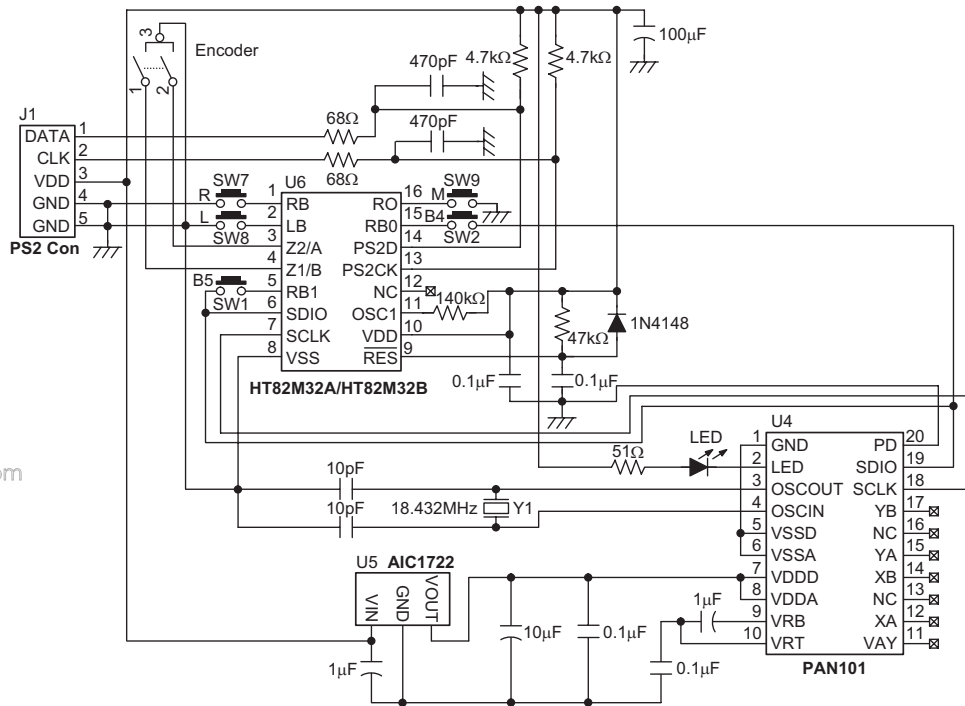 3
Encoder
1
2
100µF
4.7kΩ
4.7kΩ
470pF
470pF
J1
DATA 1
CLK 2
VDD 3
GND 4
GND 5
PS2 Con
68Ω
68Ω
U6
R SW7
L SW8
B5 SW1
1 RB
2 LB
3 Z2/A
4 Z1/B
5 RB1
6 SDIO
7 SCLK
8 VSS
RO 16
RB0 15
PS2D 14
PS2CK 13
NC 12
OSC1 11
VDD 10
RES 9
HT82M32A/HT82M32B
M SW9
B4 SW2
140kΩ
47kΩ
1N4148
0.1µF
0.1µF
om
10pF
10pF
18.432MHz
Y1
51Ω
LED
U4
1 GND
2 LED
3 OSCOUT
4 OSCIN
5 VSSD
6 VSSA
7 VDDD
8 VDDA
9 VRB
10 VRT
PD 20
SDIO 19
SCLK 18
YB 17
NC 16
YA 15
XB 14
NC 13
XA 12
VAY 11
PAN101
U5 AIC1722
VIN
GND
VOUT
1µF
10µF
0.1µF
0.1µF
1µF